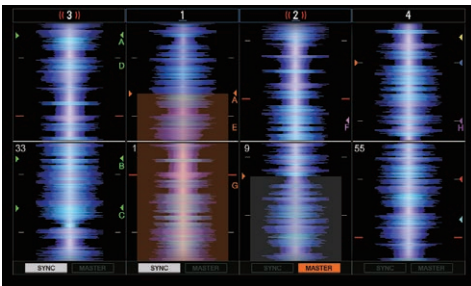 ((3)) 1 ((2)) 4
A
D
A
E
F
H
33 1 9 55
B
G
C
SYNC MASTER SYNC MASTER SYNC MASTER SYNC MASTER